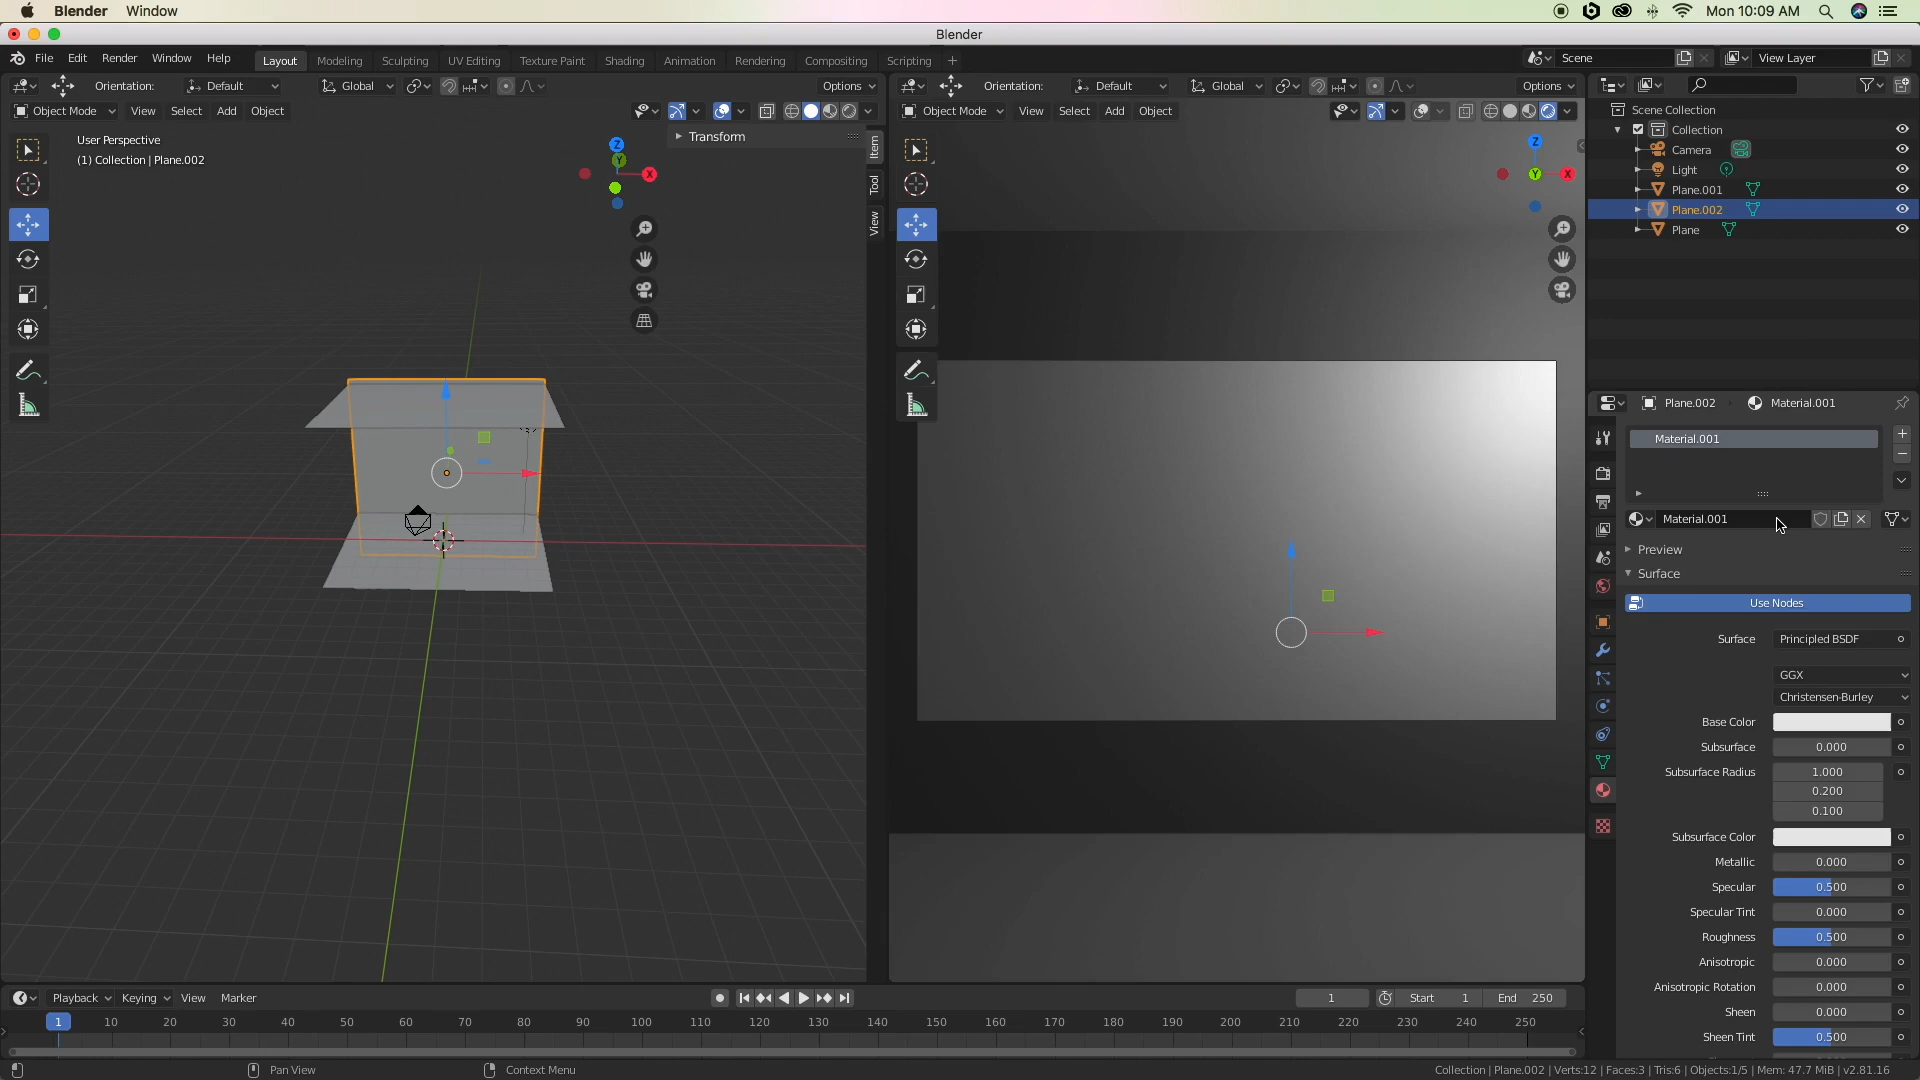 Blender Window Mon 10:09 AM
Blender
File Edit Render Window Help Layout Modeling Sculpting UV Editing Texture Paint Shading Animation Rendering Compositing Scripting + Scene View Layer
Orientation: Default Global Options Orientation: Default Global Options
Object Mode View Select Add Object Object Mode View Select Add Object
User Perspective
(1) Collection | Plane.002
Transform
Item
Tool
View
Z
Y
X
Z
Y
X
Scene Collection
Collection
Camera
Light
Plane.001
Plane.002
Plane
Plane.002 Material.001
Material.001
Material.001
Preview
Surface
Use Nodes
Surface Principled BSDF
GGX
Christensen-Burley
Base Color
Subsurface 0.000
Subsurface Radius 1.000
0.200
0.100
Subsurface Color
Metallic 0.000
Specular 0.500
Specular Tint 0.000
Roughness 0.500
Anisotropic 0.000
Anisotropic Rotation 0.000
Sheen 0.000
Sheen Tint 0.500
Playback Keying View Marker 1 Start 1 End 250
1 10 20 30 40 50 60 70 80 90 100 110 120 130 140 150 160 170 180 190 200 210 220 230 240 250
Pan View Context Menu Collection | Plane.002 | Verts:12 | Faces:3 | Tris:6 | Objects:1/5 | Mem: 47.7 MiB | v2.81.16